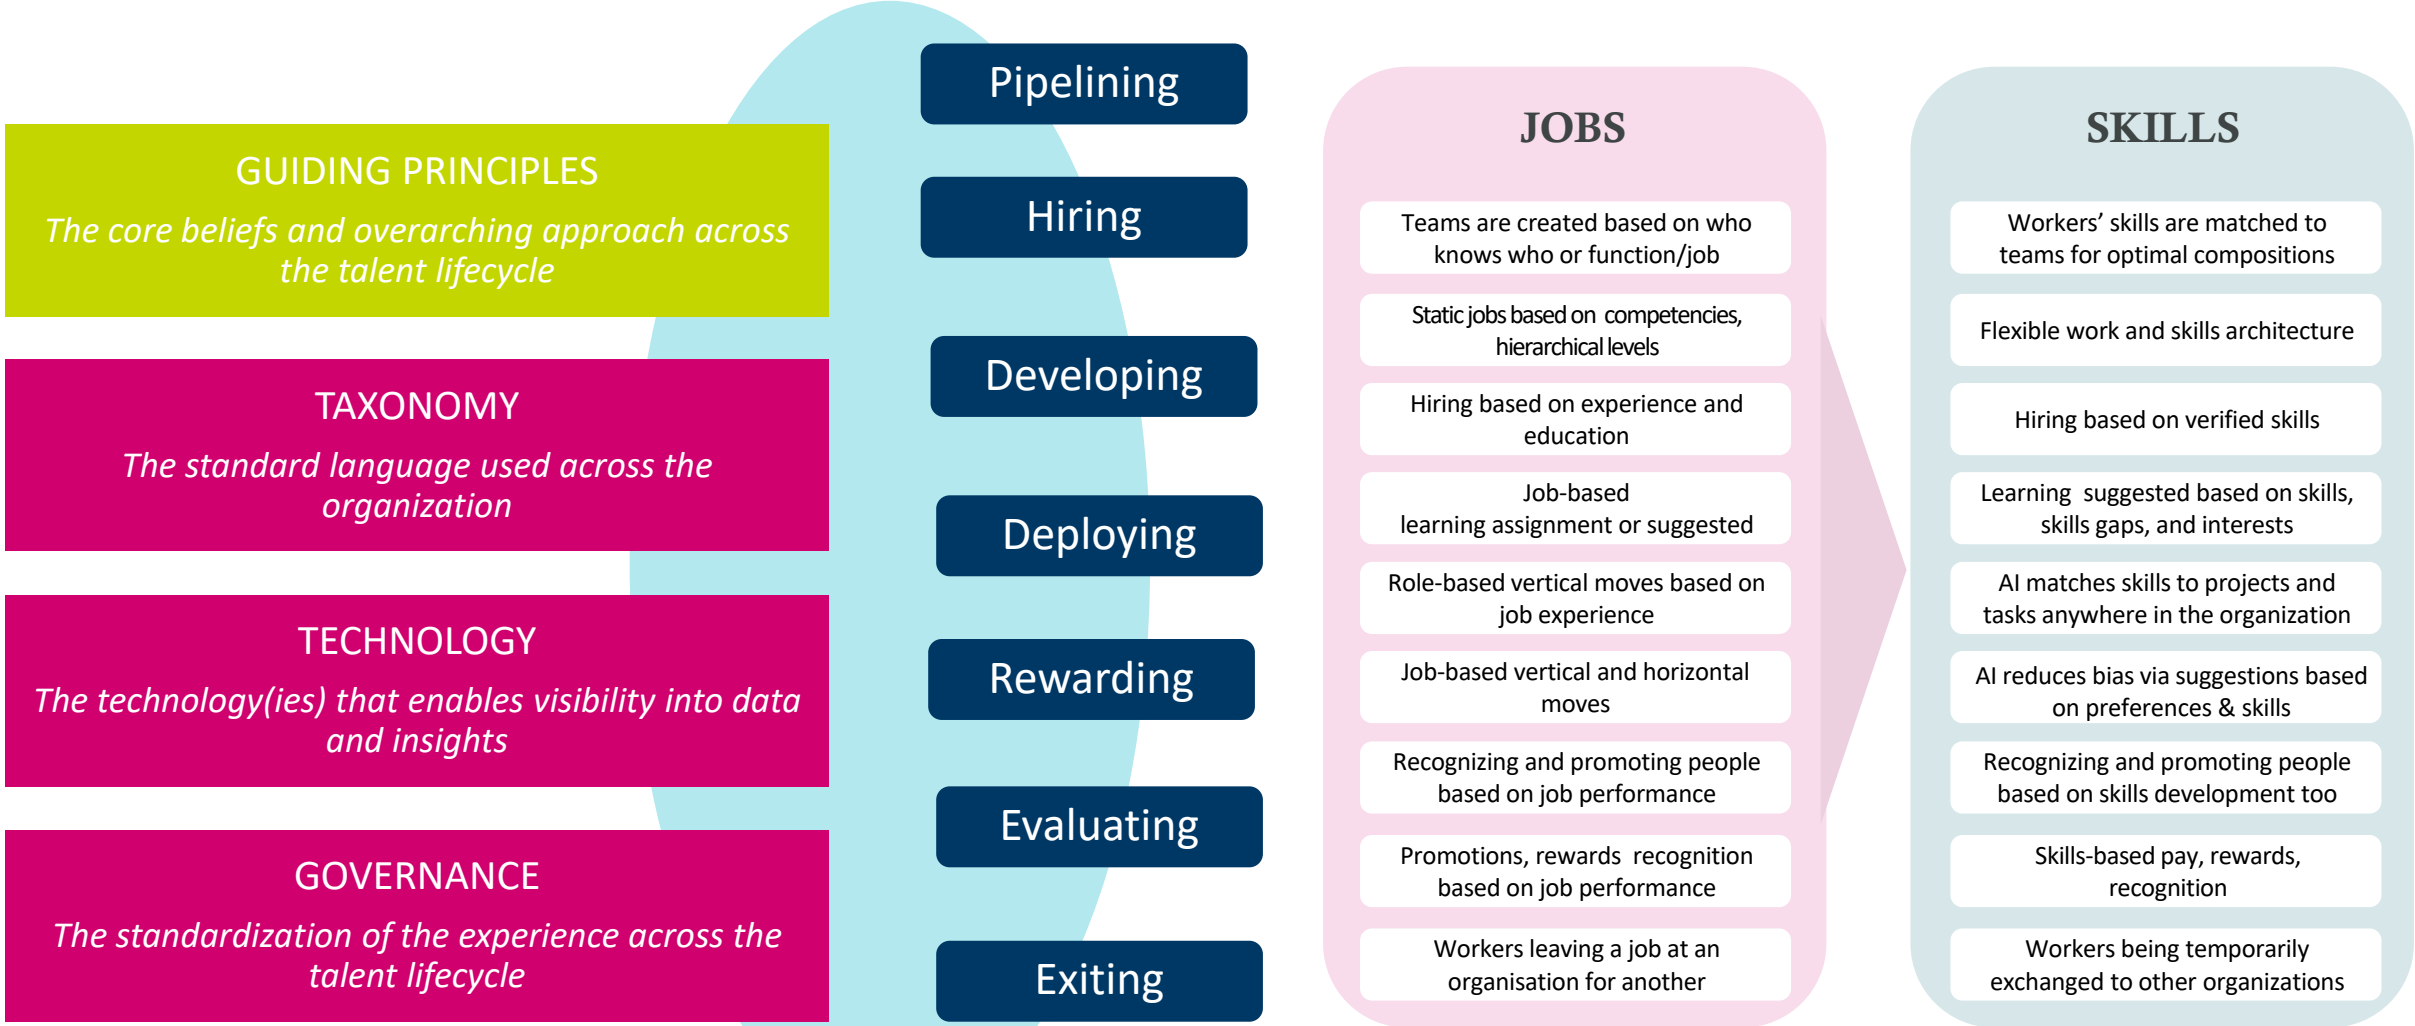 GUIDING PRINCIPLES
The core beliefs and overarching approach across
the talent lifecycle
TAXONOMY
The standard language used across the
organization
TECHNOLOGY
The technology(ies) that enables visibility into data
and insights
GOVERNANCE
The standardization of the experience across the
talent lifecycle
Pipelining
Hiring
Developing
Deploying
Rewarding
Evaluating
Exiting
JOBS
Teams are created based on who
knows who or function/job
Static jobs based on competencies,
hierarchical levels
Hiring based on experience and
education
Job-based
learning assignment or suggested
Role-based vertical moves based on
job experience
Job-based vertical and horizontal
moves
Recognizing and promoting people
based on job performance
Promotions, rewards recognition
based on job performance
Workers leaving a job at an
organisation for another
SKILLS
Workers’ skills are matched to
teams for optimal compositions
Flexible work and skills architecture
Hiring based on verified skills
Learning suggested based on skills,
skills gaps, and interests
AI matches skills to projects and
tasks anywhere in the organization
AI reduces bias via suggestions based
on preferences & skills
Recognizing and promoting people
based on skills development too
Skills-based pay, rewards,
recognition
Workers being temporarily
exchanged to other organizations